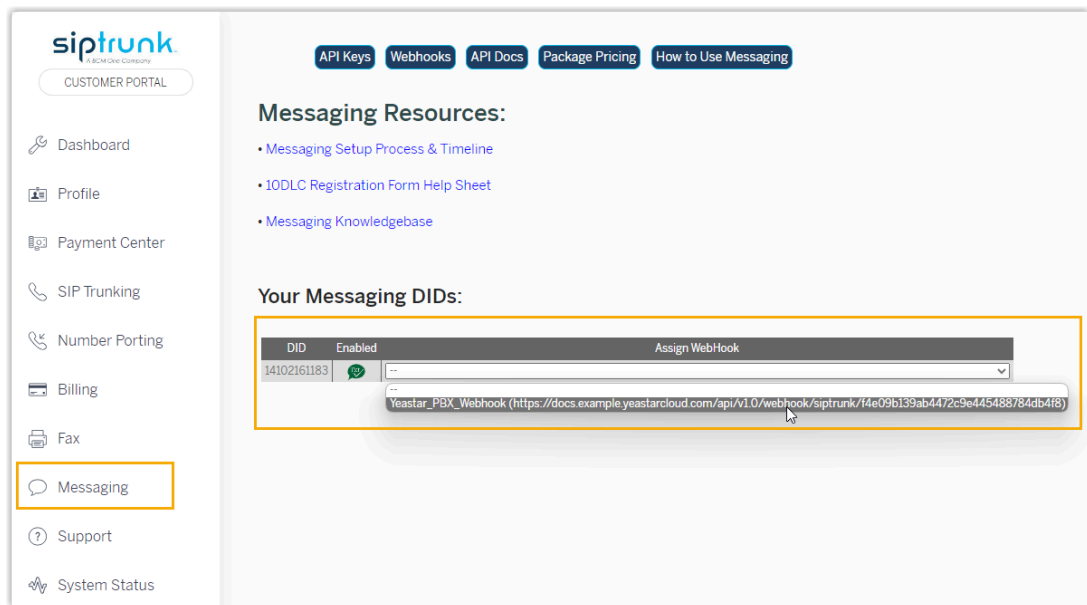 siptrunk.
A BCM One Company
CUSTOMER PORTAL
Dashboard
Profile
Payment Center
SIP Trunking
Number Porting
Billing
Fax
Messaging
Support
System Status
API Keys Webhooks API Docs Package Pricing How to Use Messaging
Messaging Resources:
• Messaging Setup Process & Timeline
• 10DLC Registration Form Help Sheet
• Messaging Knowledgebase
Your Messaging DIDs:
DID Enabled Assign WebHook
14102161183 --
--
Yeastar_PBX_Webhook (https://docs.example.yeastarcloud.com/api/v1.0/webhook/siptrunk/f4e09b139ab4472c9e445488784db4f8)